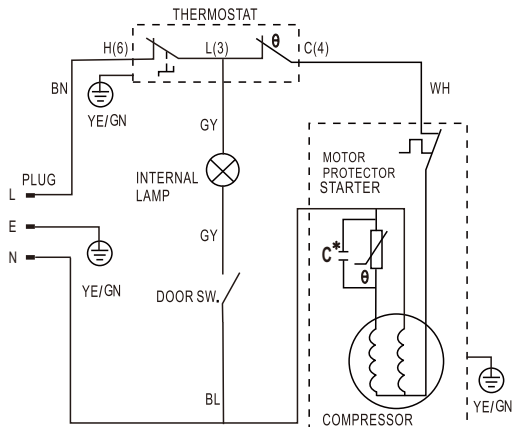 THERMOSTAT
H(6)
L(3)
θ
C(4)
BN
YE/GN
WH
GY
MOTOR
PROTECTOR
STARTER
PLUG
INTERNAL
LAMP
L
E
GY
N
C*
θ
YE/GN
DOOR SW.
BL
COMPRESSOR
YE/GN